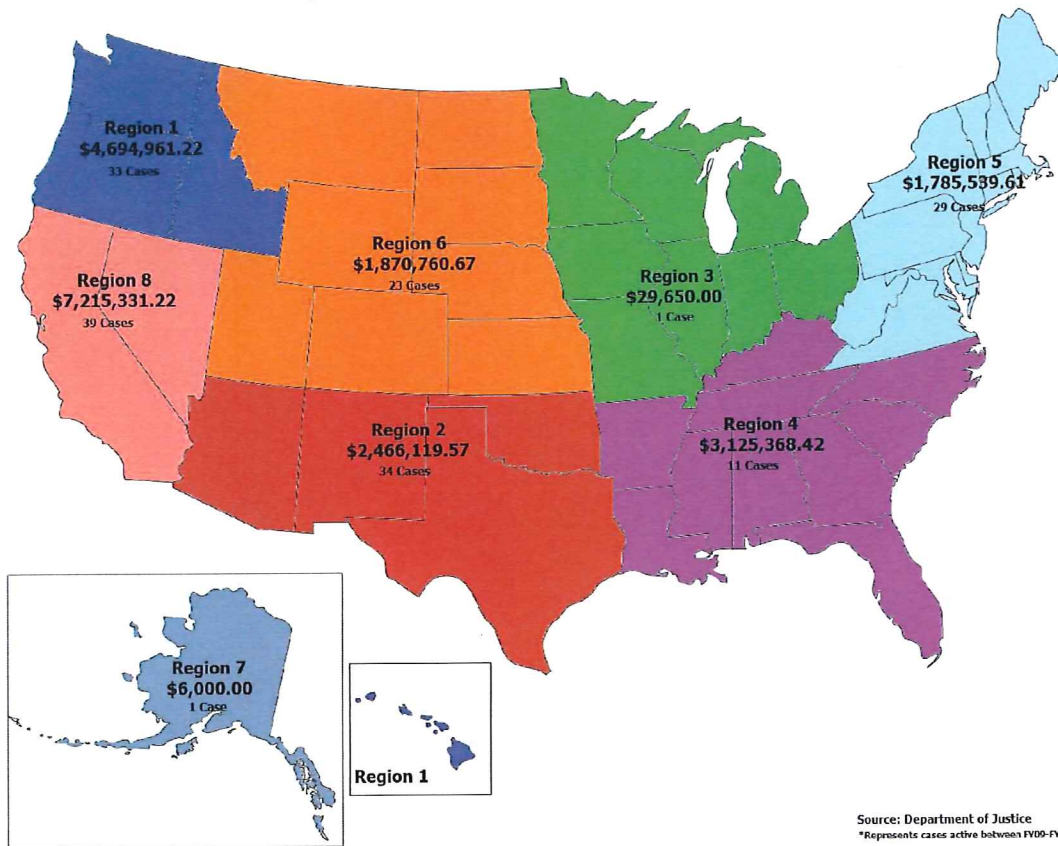 Region 1
$4,694,961.22
33 Cases
Region 5
$1,785,539.61
29 Cases
Region 6
$1,870,760.67
23 Cases
Region 8
$7,215,331.22
39 Cases
Region 3
$29,650.00
1 Case
Region 2
$2,466,119.57
34 Cases
Region 4
$3,125,368.42
11 Cases
Region 7
$6,000.00
1 Case
Region 1
Source: Department of Justice
*Represents cases active between FY09-FY